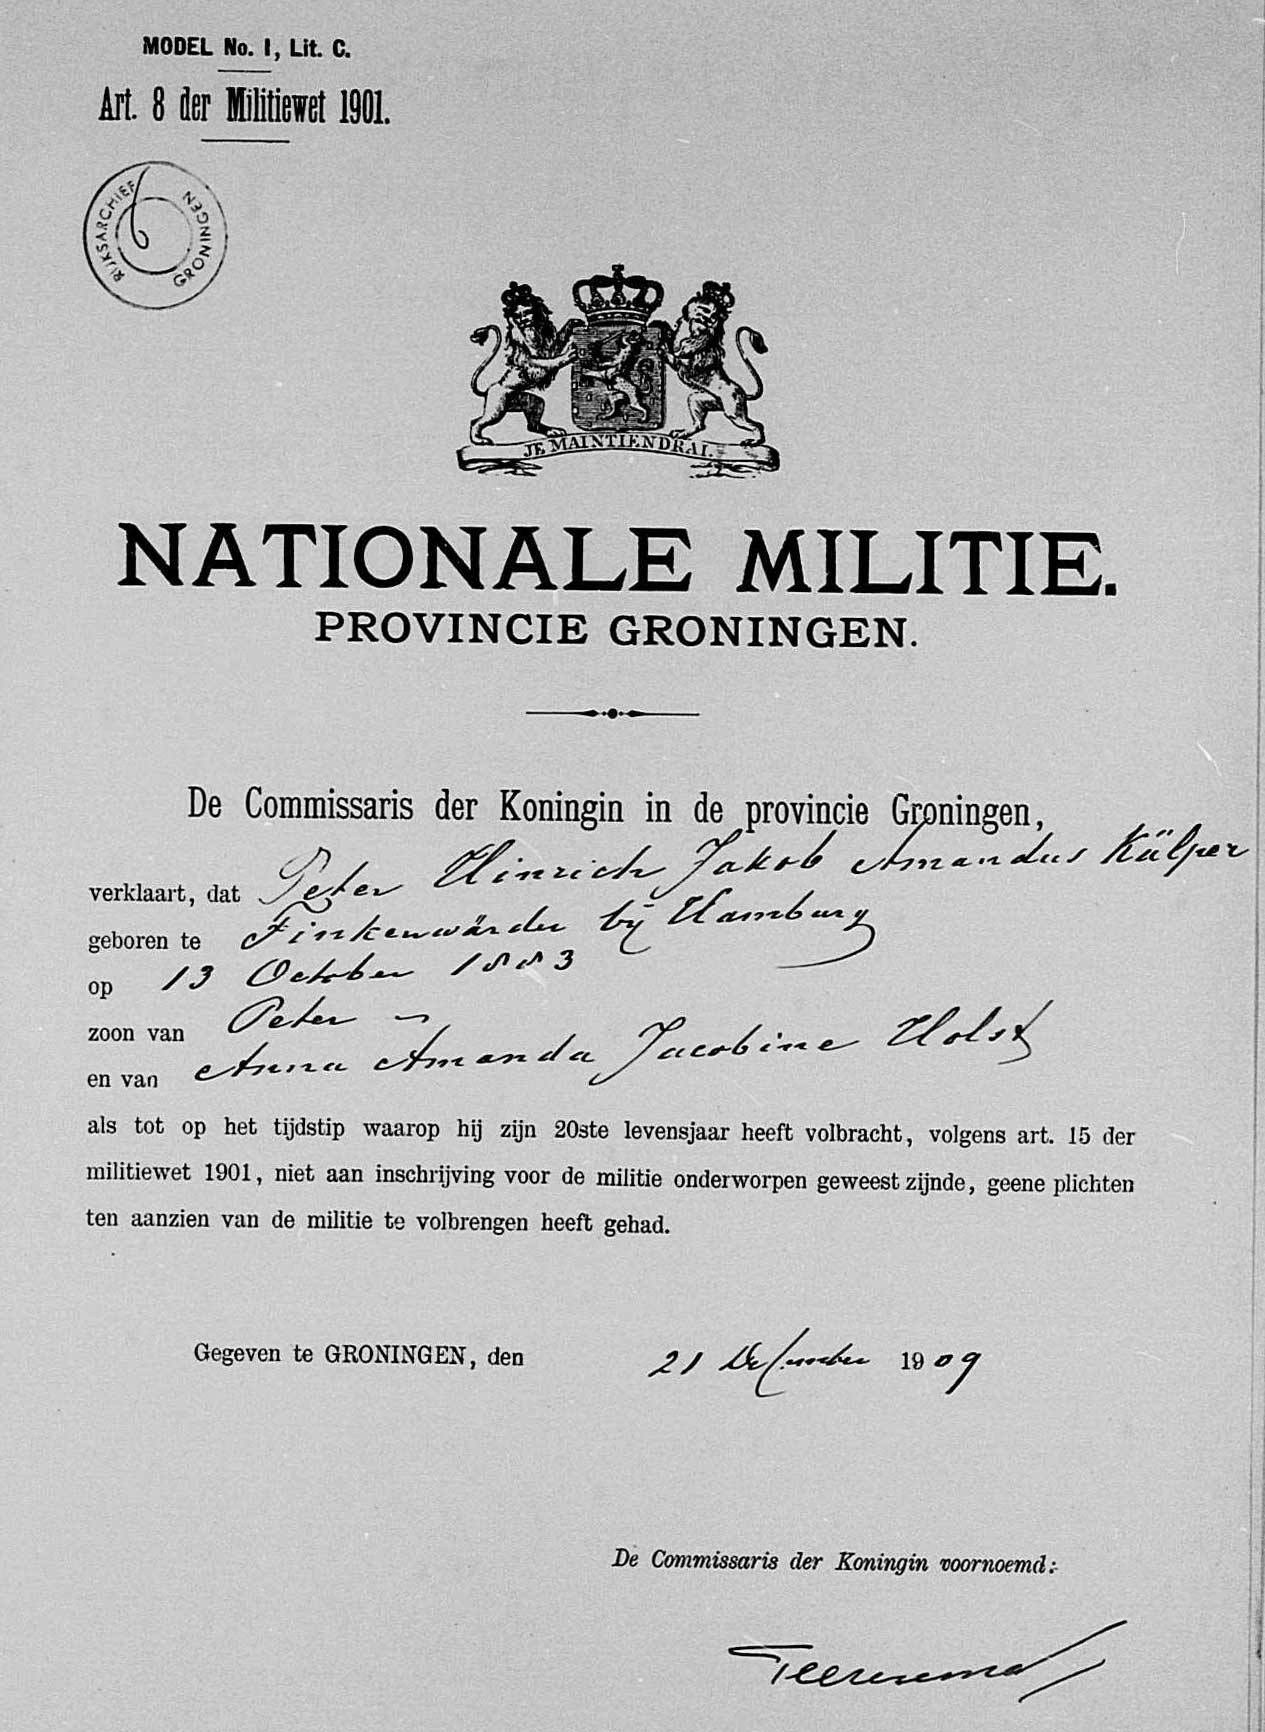 MODEL No. 1, Lit. C.
Art. 8 der Militiewet 1901.
RIJKSARCHIEF GRONINGEN
6
JE MAINTIENDRAI.
NATIONALE MILITIE.
PROVINCIE GRONINGEN.
De Commissaris der Koningin in de provincie Groningen,
verklaart, dat Peter Hinrich Jakob Amandus Külper
geboren te Finkenwärder bij Hamburg
op 13 October 1883
zoon van Peter
en van Anna Amanda Jacobine Holst
als tot op het tijdstip waarop hij zijn 20ste levensjaar heeft volbracht, volgens art. 15 der
militiewet 1901, niet aan inschrijving voor de militie onderworpen geweest zijnde, geene plichten
ten aanzien van de militie te volbrengen heeft gehad.
Gegeven te GRONINGEN, den 21 December 1909
De Commissaris der Koningin voornoemd: